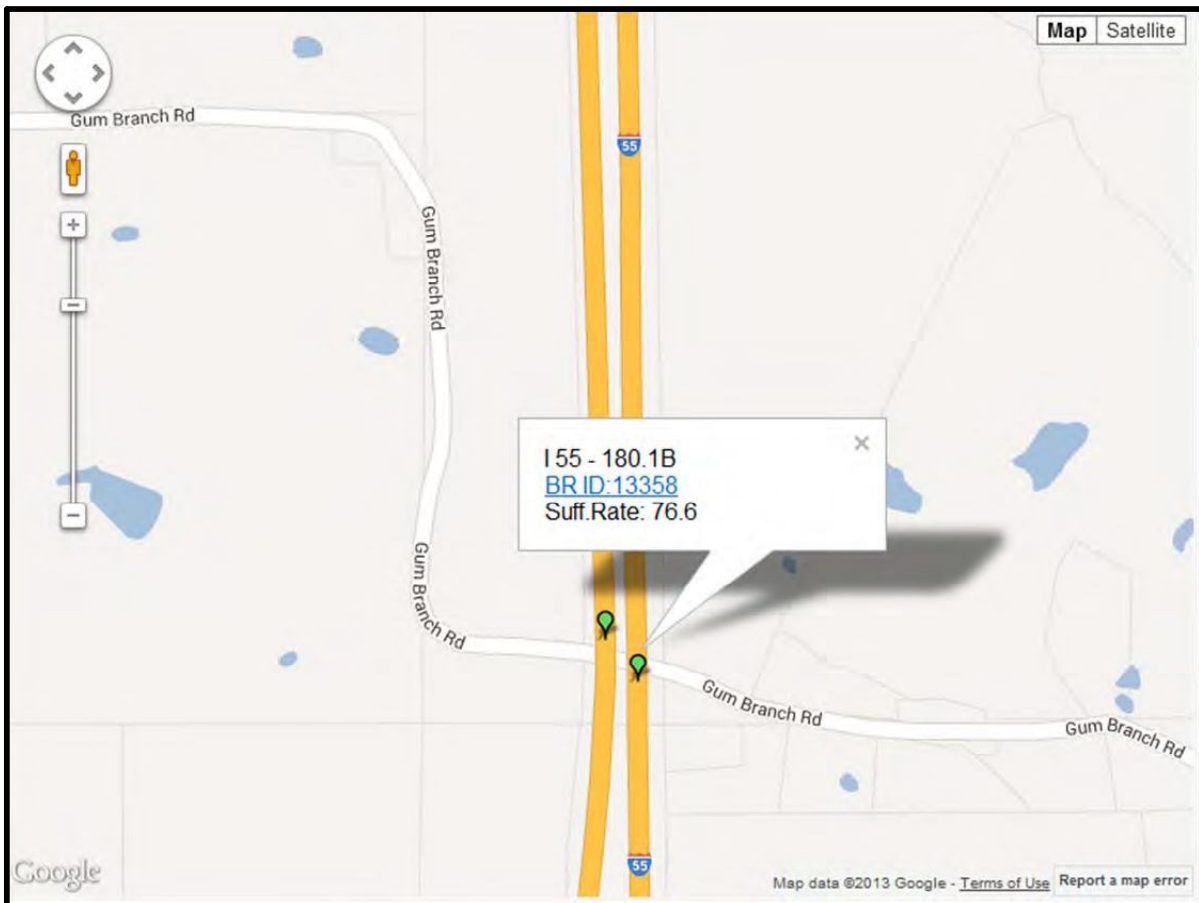 Map Satellite
Gum Branch Rd
55
Gum Branch Rd
I 55 - 180.1B
BR ID:13358
Suff.Rate: 76.6
Gum Branch Rd
Gum Branch Rd
Gum Branch Rd
55
Google
Map data ©2013 Google - Terms of Use Report a map error